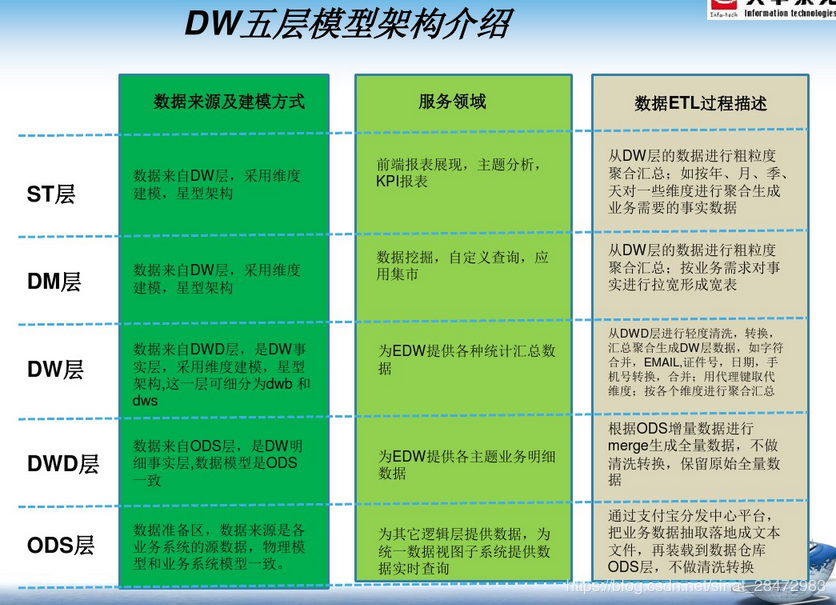 DW五层模型架构介绍
Info-tech
Information technologies
数据来源及建模方式
服务领域
数据ETL过程描述
ST层
数据来自DW层，采用维度
建模，星型架构
前端报表展现，主题分析，
KPI报表
从DW层的数据进行粗粒度
聚合汇总；如按年、月、季、
天对一些维度进行聚合生成
业务需要的事实数据
DM层
数据来自DW层，采用维度
建模，星型架构
数据挖掘，自定义查询，应
用集市
从DW层的数据进行粗粒度
聚合汇总；按业务需求对事
实进行拉宽形成宽表
DW层
数据来自DWD层，是DW事
实层，采用维度建模，星型
架构,这一层可细分为dwb 和
dws
为EDW提供各种统计汇总数
据
从DWD层进行轻度清洗，转换，
汇总聚合生成DW层数据，如字符
合并，EMAIL,证件号，日期，手
机号转换，合并；用代理键取代
维度；按各个维度进行聚合汇总
DWD层
数据来自ODS层，是DW明
细事实层,数据模型是ODS
一致
为EDW提供各主题业务明细
数据
根据ODS增量数据进行
merge生成全量数据，不做
清洗转换，保留原始全量数
据
ODS层
数据准备区，数据来源是各
业务系统的源数据，物理模
型和业务系统模型一致。
为其它逻辑层提供数据，为
统一数据视图子系统提供数
据实时查询
通过支付宝分发中心平台，
把业务数据抽取落地成文本
文件，再装载到数据仓库
ODS层，不做清洗转换
https://blog.csdn.net/sinat_28472983